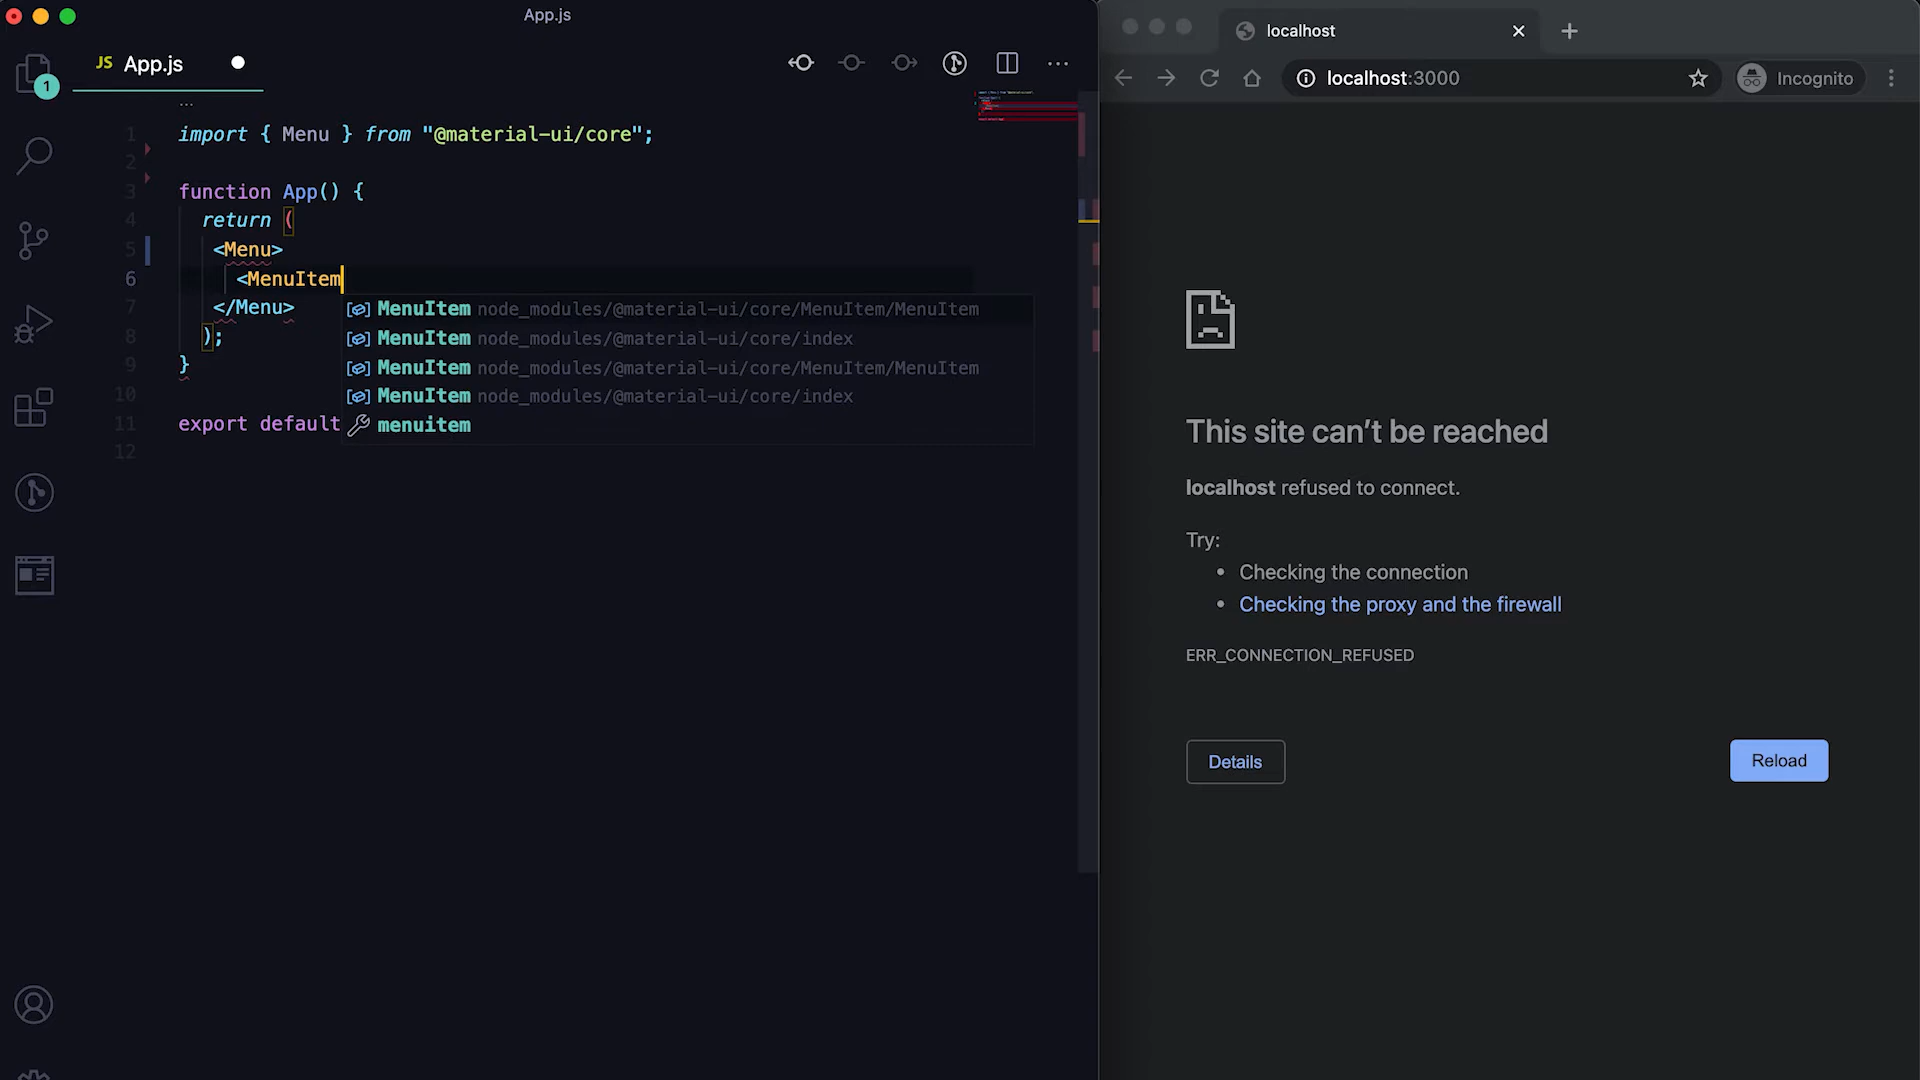 App.js
JS App.js
1
...
1 import { Menu } from "@material-ui/core";
2
3 function App() {
4 return (
5 <Menu>
6 <MenuItem
7 </Menu>
8 );
9 }
10
11 export default
12
MenuItem node_modules/@material-ui/core/MenuItem/MenuItem
MenuItem node_modules/@material-ui/core/index
MenuItem node_modules/@material-ui/core/MenuItem/MenuItem
MenuItem node_modules/@material-ui/core/index
menuitem
localhost
localhost:3000
Incognito
This site can’t be reached
localhost refused to connect.
Try:
• Checking the connection
• Checking the proxy and the firewall
ERR_CONNECTION_REFUSED
Details
Reload